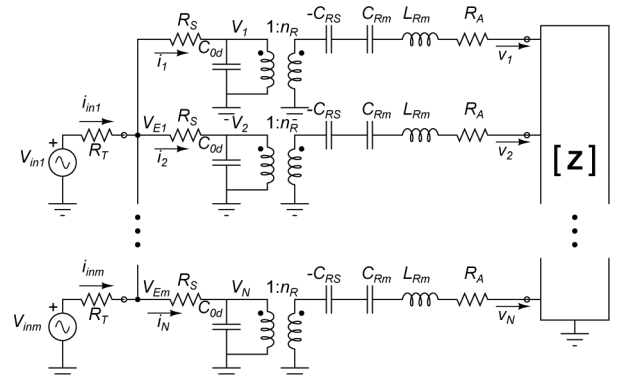 R_S V_1 1:n_R -C_RS C_Rm L_Rm R_A
i_1 C_0d v_1
i_in1 V_E1 R_S V_2 1:n_R -C_RS C_Rm L_Rm R_A
V_in1 + R_T i_2 C_0d v_2 [Z]
i_inm V_Em R_S V_N 1:n_R -C_RS C_Rm L_Rm R_A
V_inm + R_T i_N C_0d v_N